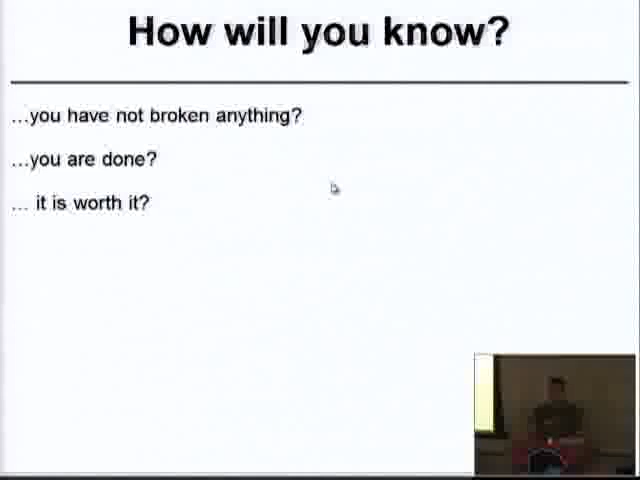 How will you know?
...you have not broken anything?
...you are done?
... it is worth it?